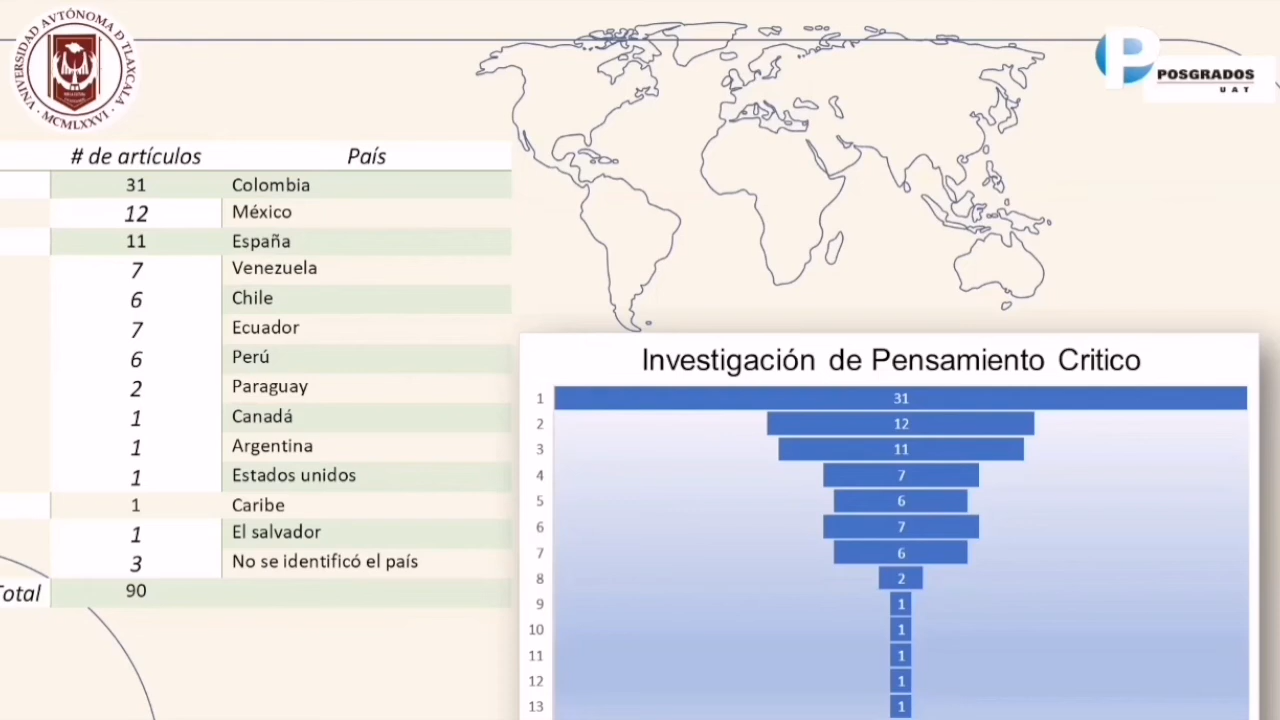 UNIVERSIDAD AVTÓNOMA D TLAXCALA
· MCMLXXVI ·
POSGRADOS
UAT
# de artículos País
31 Colombia
12 México
11 España
7 Venezuela
6 Chile
7 Ecuador
6 Perú
2 Paraguay
1 Canadá
1 Argentina
1 Estados unidos
1 Caribe
1 El salvador
3 No se identificó el país
Total 90
Investigación de Pensamiento Critico
1 31
2 12
3 11
4 7
5 6
6 7
7 6
8 2
9 1
10 1
11 1
12 1
13 1